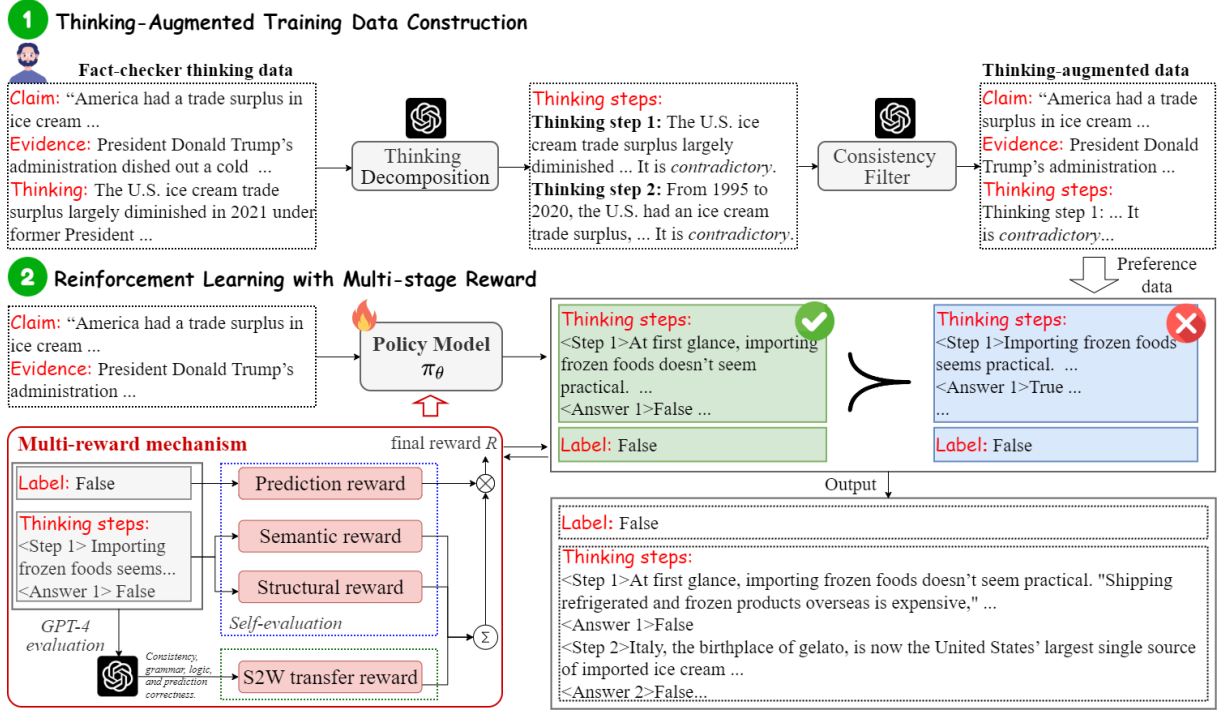 1 Thinking-Augmented Training Data Construction
Fact-checker thinking data
Claim: “America had a trade surplus in
ice cream ...
Evidence: President Donald Trump’s
administration dished out a cold ...
Thinking: The U.S. ice cream trade
surplus largely diminished in 2021 under
former President ...
Thinking
Decomposition
Thinking steps:
Thinking step 1: The U.S. ice
cream trade surplus largely
diminished ... It is contradictory.
Thinking step 2: From 1995 to
2020, the U.S. had an ice cream
trade surplus, ... It is contradictory.
Consistency
Filter
Thinking-augmented data
Claim: “America had a trade
surplus in ice cream ...
Evidence: President Donald
Trump’s administration ...
Thinking steps:
Thinking step 1: ... It
is contradictory...
2 Reinforcement Learning with Multi-stage Reward
Preference
data
Claim: “America had a trade surplus in
ice cream ...
Evidence: President Donald Trump’s
administration ...
Policy Model
πθ
Thinking steps:
<Step 1>At first glance, importing
frozen foods doesn’t seem
practical. ...
<Answer 1>False ...
Label: False
Thinking steps:
<Step 1>Importing frozen foods
seems practical. ...
<Answer 1>True ...
...
Label: False
Multi-reward mechanism
final reward R
Label: False
Thinking steps:
<Step 1> Importing
frozen foods seems...
<Answer 1> False
Prediction reward
Semantic reward
Structural reward
Self-evaluation
Σ
GPT-4
evaluation
Consistency,
grammar, logic,
and prediction
correctness.
S2W transfer reward
Output
Label: False
Thinking steps:
<Step 1>At first glance, importing frozen foods doesn’t seem practical. "Shipping
refrigerated and frozen products overseas is expensive," ...
<Answer 1>False
<Step 2>Italy, the birthplace of gelato, is now the United States’ largest single source
of imported ice cream ...
<Answer 2>False...